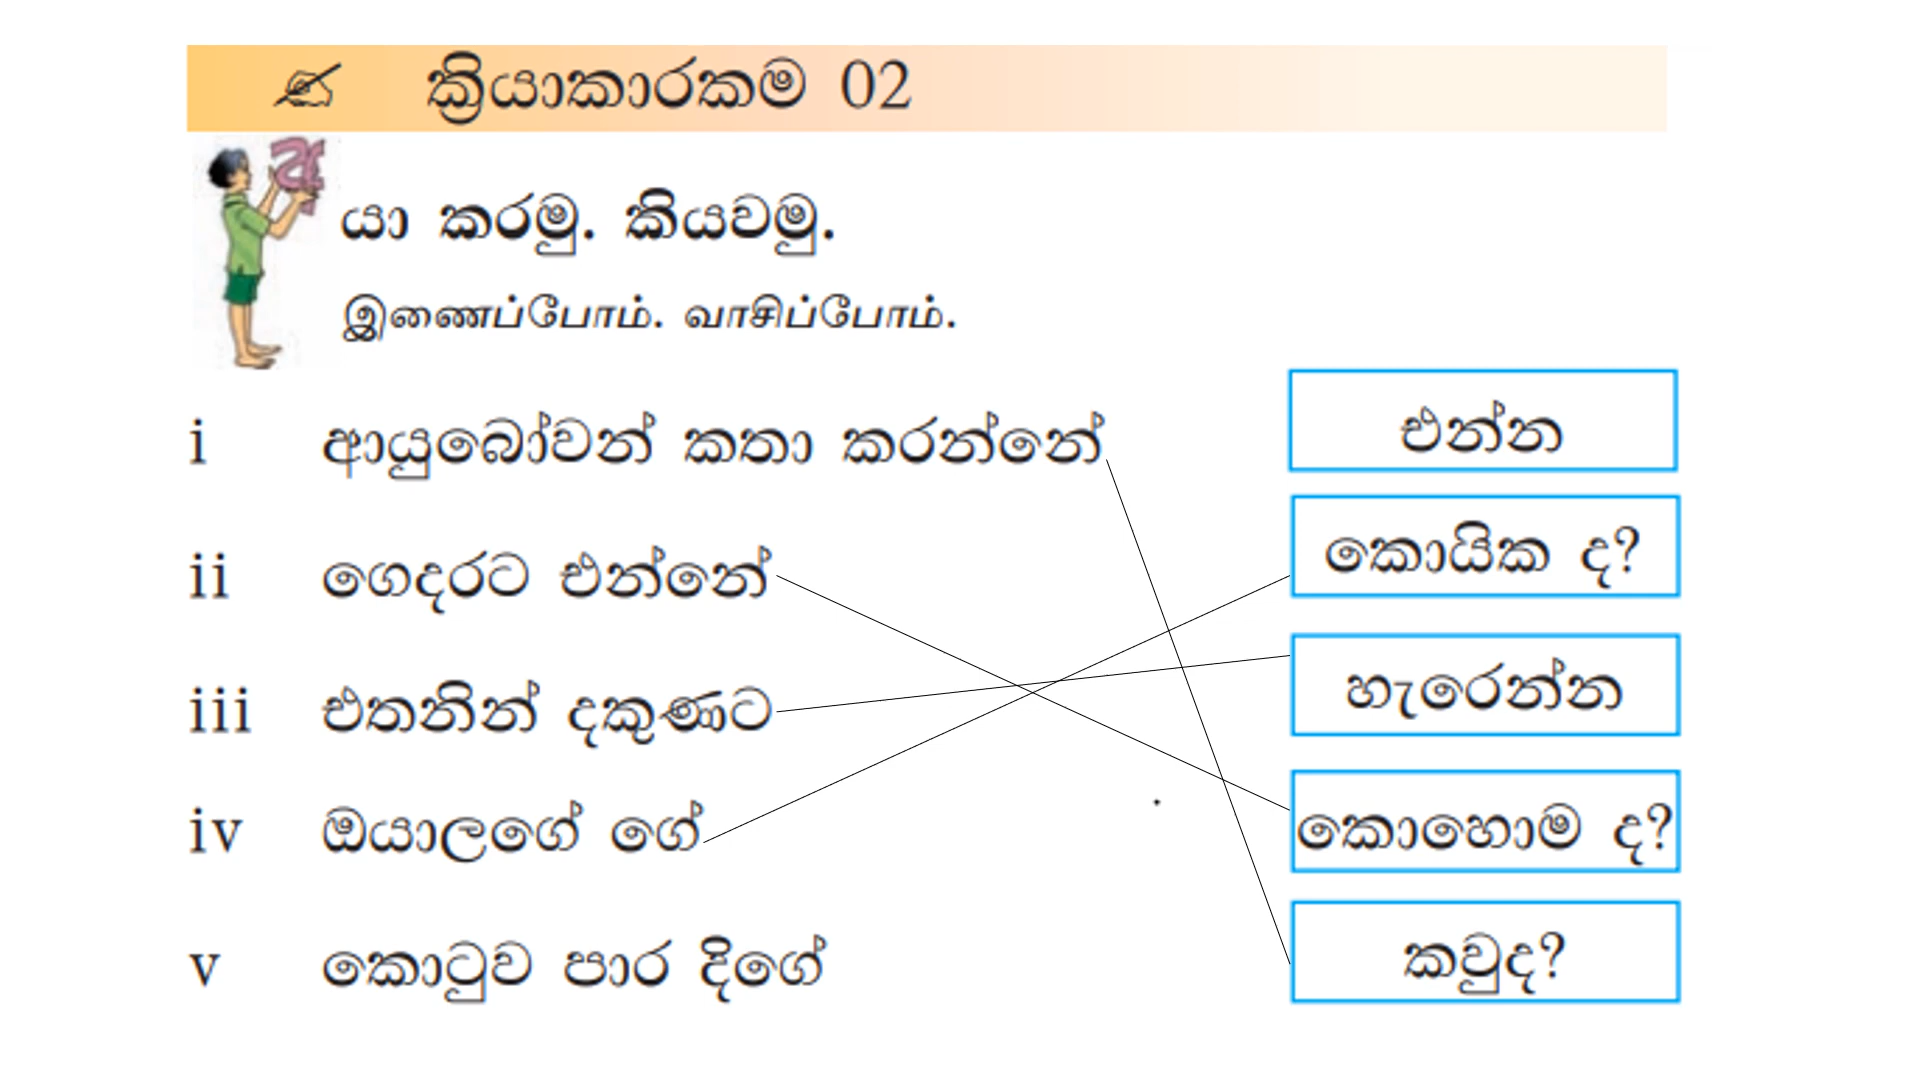 ක්‍රියාකාරකම 02
අ
යා කරමු. කියවමු.
இணைப்போம். வாசிப்போம்.
i ආයුබෝවන් කතා කරන්නේ
එන්න
ii ගෙදරට එන්නේ
කොයික ද?
iii එතනින් දකුණට
හැරෙන්න
iv ඔයාලගේ ගේ
කොහොම ද?
v කොටුව පාර දිගේ
කවුද?